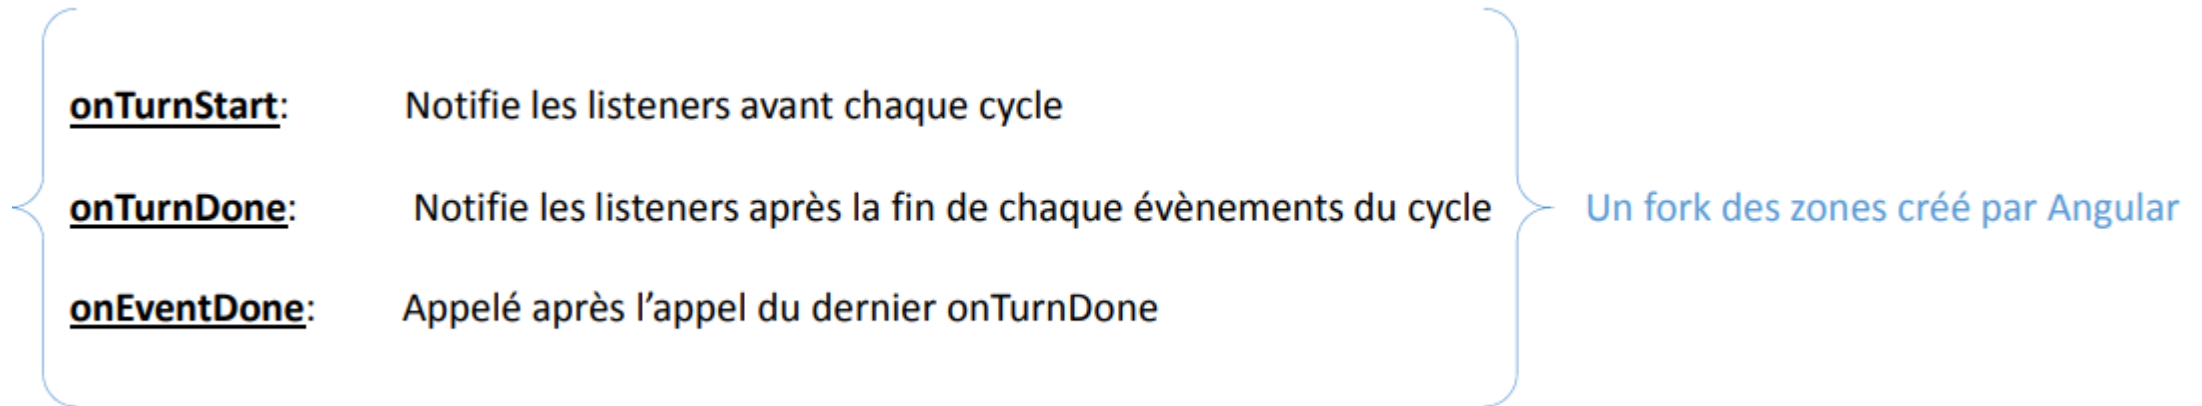 onTurnStart: Notifie les listeners avant chaque cycle
onTurnDone: Notifie les listeners après la fin de chaque évènements du cycle
Un fork des zones créé par Angular
onEventDone: Appelé après l’appel du dernier onTurnDone